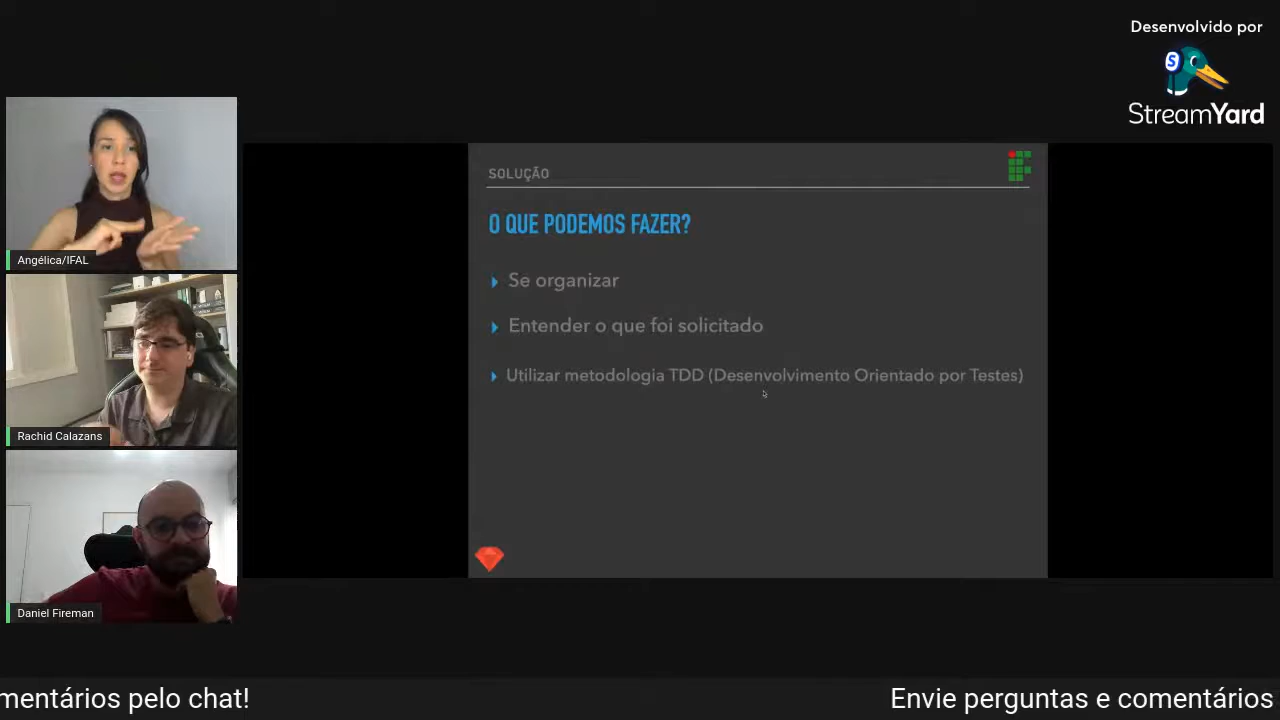 Desenvolvido por
StreamYard
Angélica/IFAL
Rachid Calazans
Daniel Fireman
SOLUÇÃO
O QUE PODEMOS FAZER?
Se organizar
Entender o que foi solicitado
Utilizar metodologia TDD (Desenvolvimento Orientado por Testes)
mentários pelo chat!
Envie perguntas e comentários